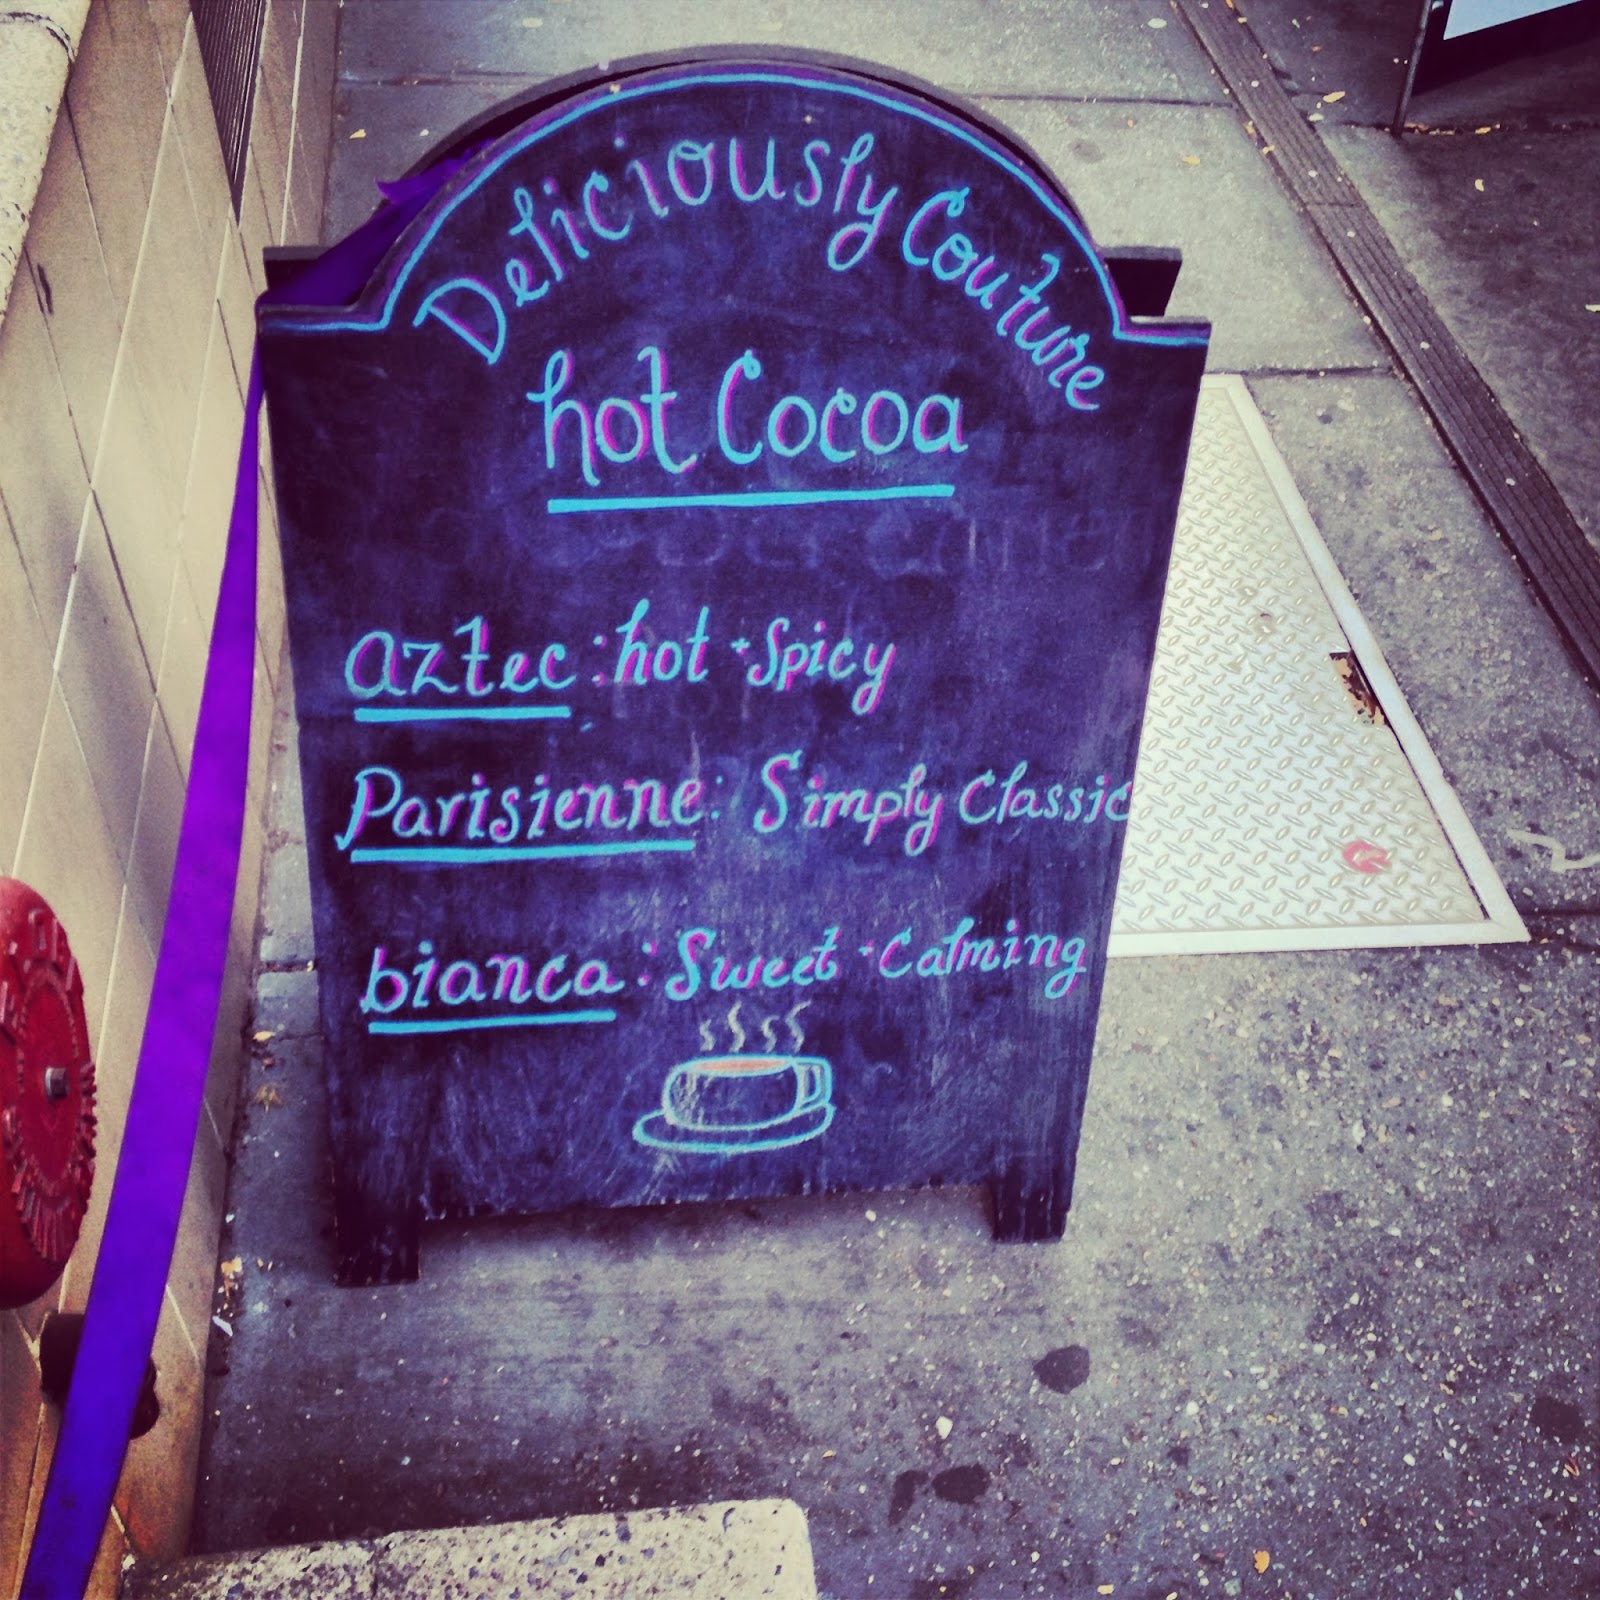 Deliciously Couture
hot Cocoa
aztec: hot + Spicy
Parisienne: Simply Classic
bianca: Sweet + Calming